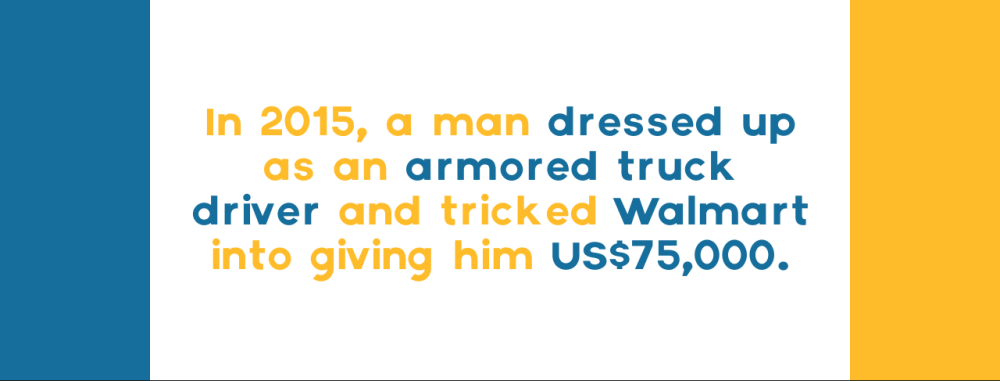 In 2015, a man dressed up
as an armored truck
driver and tricked Walmart
into giving him US$75,000.